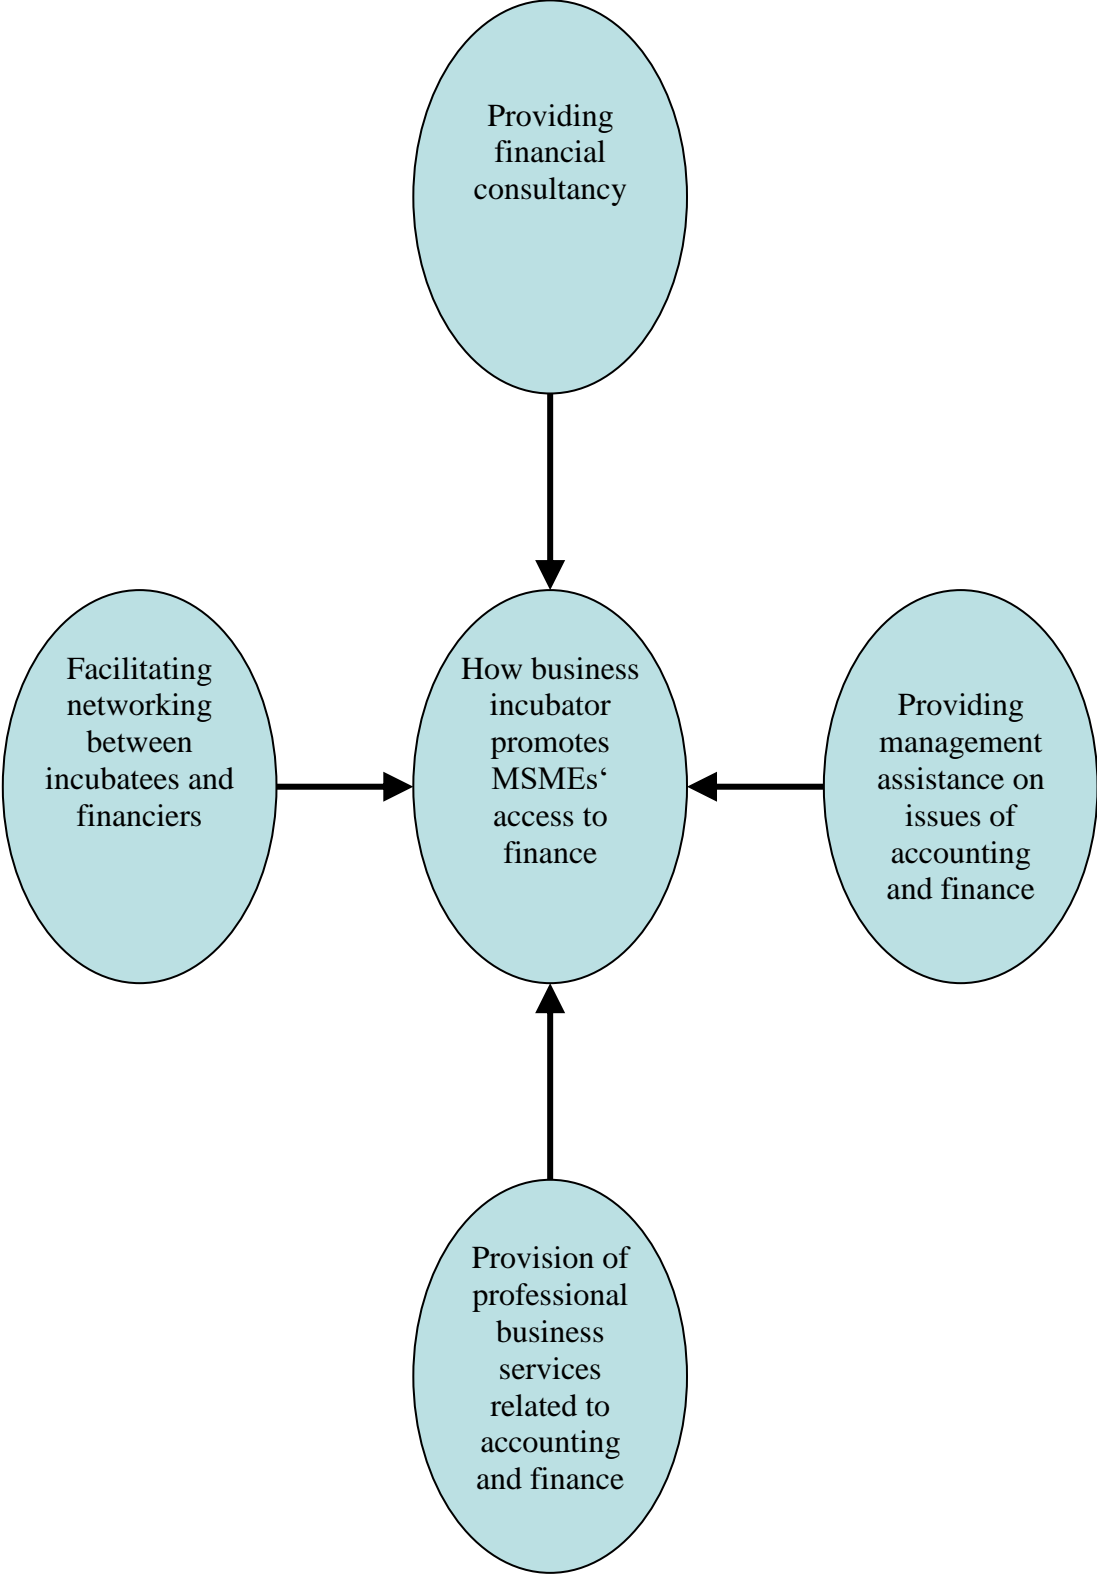 Providing
financial
consultancy
Facilitating
networking
between
incubatees and
financiers
How business
incubator
promotes
MSMEs‘
access to
finance
Providing
management
assistance on
issues of
accounting
and finance
Provision of
professional
business
services
related to
accounting
and finance